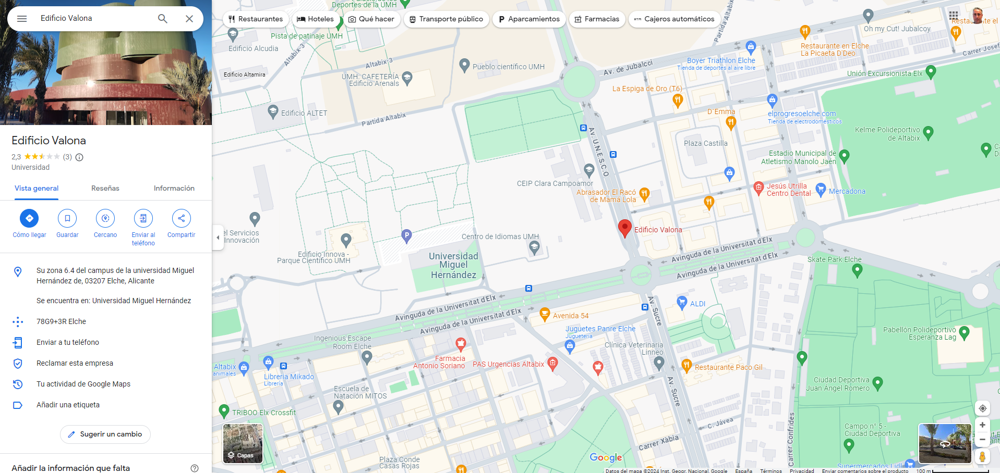 Edificio Valona
Edificio Valona
2,3
(3)
Universidad
Vista general
Reseñas
Información
Cómo llegar
Guardar
Cercano
Enviar al
teléfono
Compartir
Su zona 6.4 del campus de la universidad Miguel
Hernández de, 03207 Elche, Alicante
Se encuentra en: Universidad Miguel Hernández
78G9+3R Elche
Enviar a tu teléfono
Reclamar esta empresa
Tu actividad de Google Maps
Añadir una etiqueta
Sugerir un cambio
Añadir la información que falta
Restaurantes
Hoteles
Qué hacer
Transporte público
P
Aparcamientos
Farmacias
ATM
Cajeros automáticos
Deportes de la UMH
Pista de patinaje UMH
Edificio Alcudia
Altabix-3
Altabix-3
Edificio Altamira
UMH: CAFETERÍA
Edificio Arenals
Pueblo científico UMH
Edificio ALTET
Partida Altabix
Partida Altabix
Av. de Jubalcoi
La Espiga de Oro (T6)
Boyer Triathlon Elche
Tienda de deportes al aire libre
Restaurante en Elche
La Picaeta D'Deo
Oh my Cut! Jubalcoy
Restaurante el
Carrer Josef
Unión Excursionista Elx
D´Emma
elprogresoelche.com
Tienda de electrodomésticos
Kelme Polideportivo
de Altabix
Plaza Castilla
Estadio Municipal de
Atletismo Manolo Jaén
Av. U.N.E.S.C.O
CEIP Clara Campoamor
Abrasador El Racó
de Mamá Lola
Jesús Utrilla
Centro Dental
Mercadona
Edificio Valona
el Servicios
Innovación
P
Centro de Idiomas UMH
Edificio Innova -
Parque Científico UMH
Universidad
Miguel
Hernández
Avinguda de la Universitat d'Elx
Avinguda de la Universitat d'Elx
Skate Park Elche
Avinguda de la Universitat d'Elx
Avinguda de la Universitat d'Elx
Av. Sucre
ALDI
Avenida 54
Juguetes Panre Elche
Juguetería
Pabellón Polideportivo
Esperanza Lag
Ingenious Escape
Room Elche
Clínica Veterinaria
Linneo
Farmacia
Antonio Soriano
PAS Urgencias Altabix
Restaurante Paco Gil
Altabix
animales
Libreria Mikado
Librería
Av. Sucre
Ciudad Deportiva
Juan Ángel Romero
Escuela de
Natación MITOS
TRIBOO Elx Crossfit
C. Jávea
Carrer Confrides
Campo n° 5 -
Ciudad Deportiva
Carrer Xàbia
Capas
Plaza Conde
Casas Rojas
Google
Supermercados Lidl
Datos del mapa ©2024 Inst. Geogr. Nacional, Google
España
Términos
Privacidad
Enviar comentarios sobre el producto
100 m